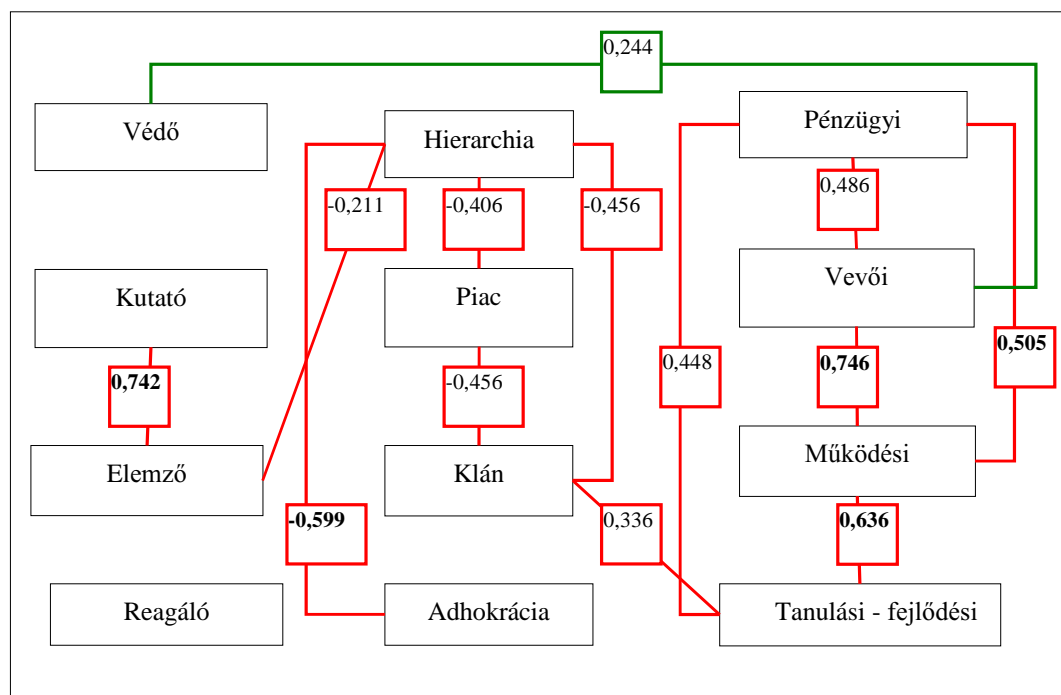 0,244
Védő
Hierarchia
Pénzügyi
-0,211
-0,406
-0,456
0,486
Kutató
Piac
Vevői
0,742
-0,456
0,448
0,746
0,505
Elemző
Klán
Működési
-0,599
0,336
0,636
Reagáló
Adhokrácia
Tanulási - fejlődési